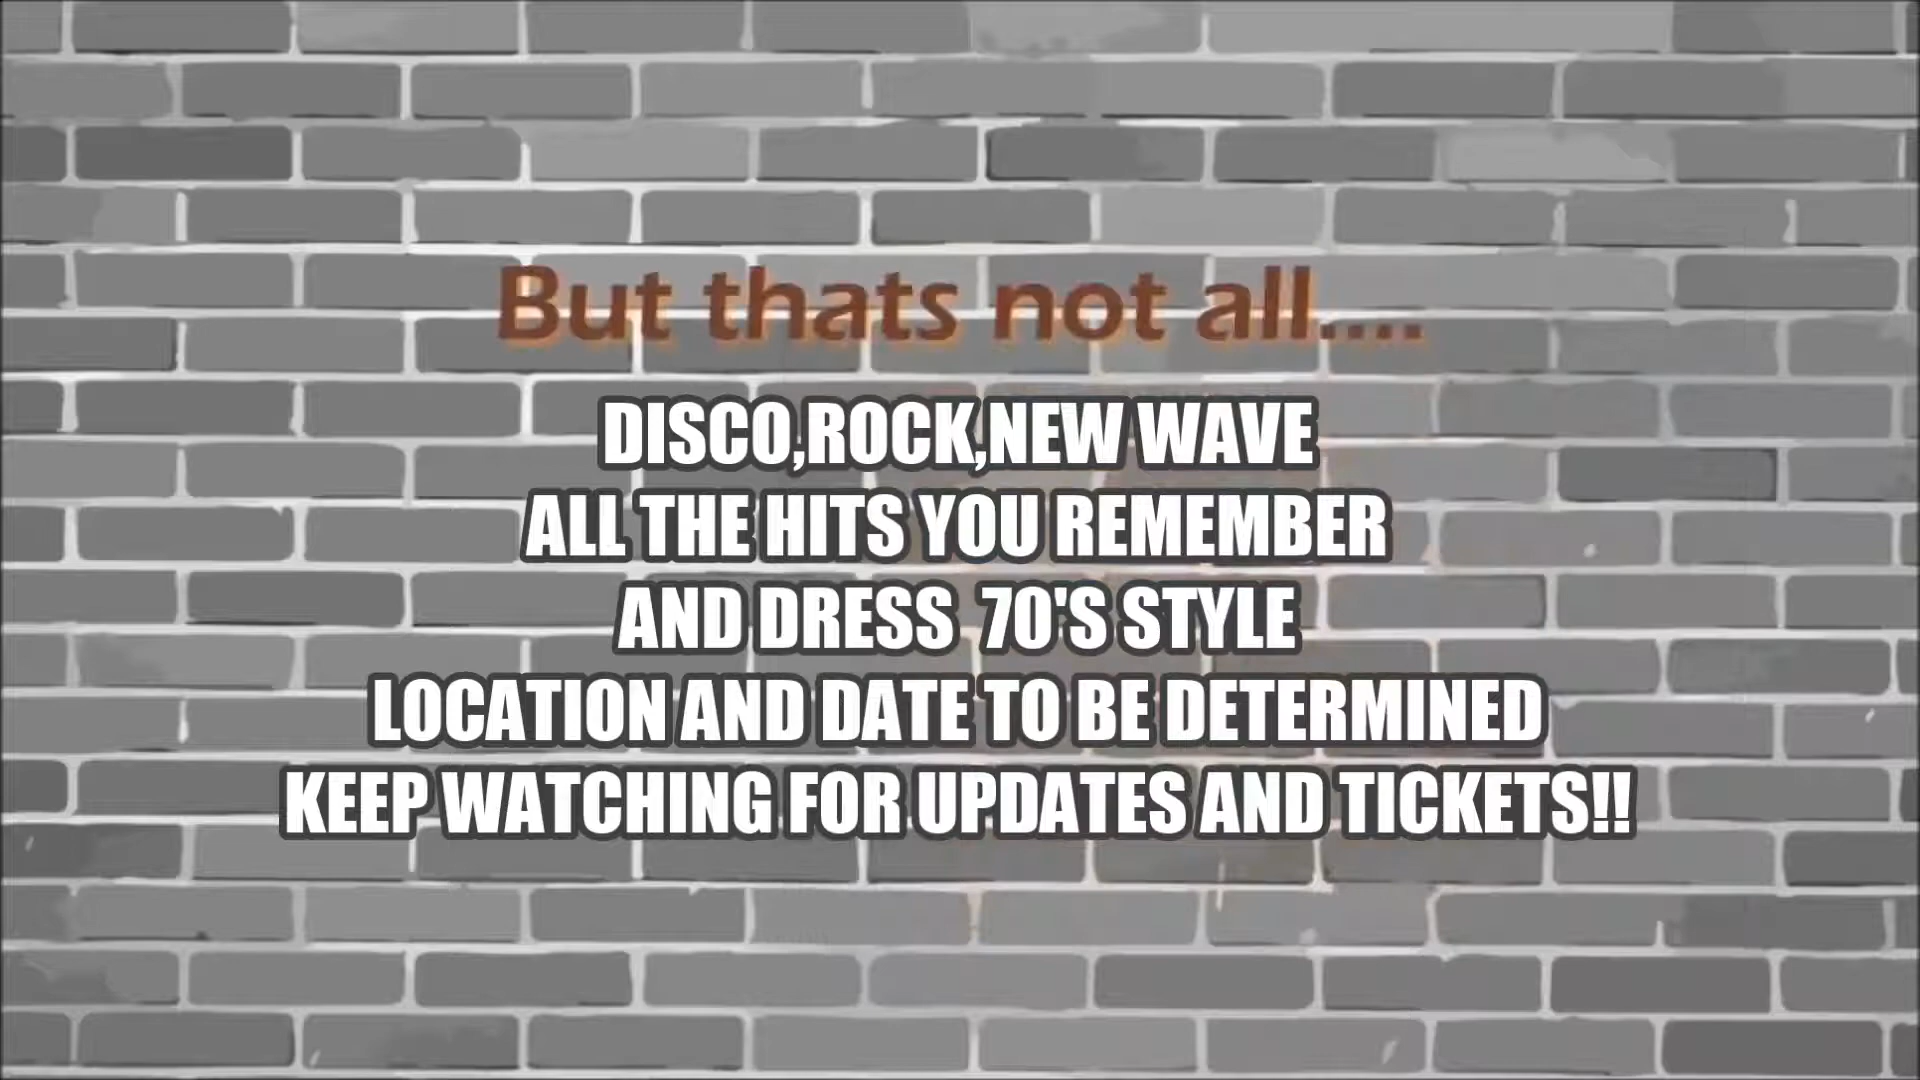 But thats not all....
DISCO,ROCK,NEW WAVE
ALL THE HITS YOU REMEMBER
AND DRESS  70'S STYLE
LOCATION AND DATE TO BE DETERMINED
KEEP WATCHING FOR UPDATES AND TICKETS!!